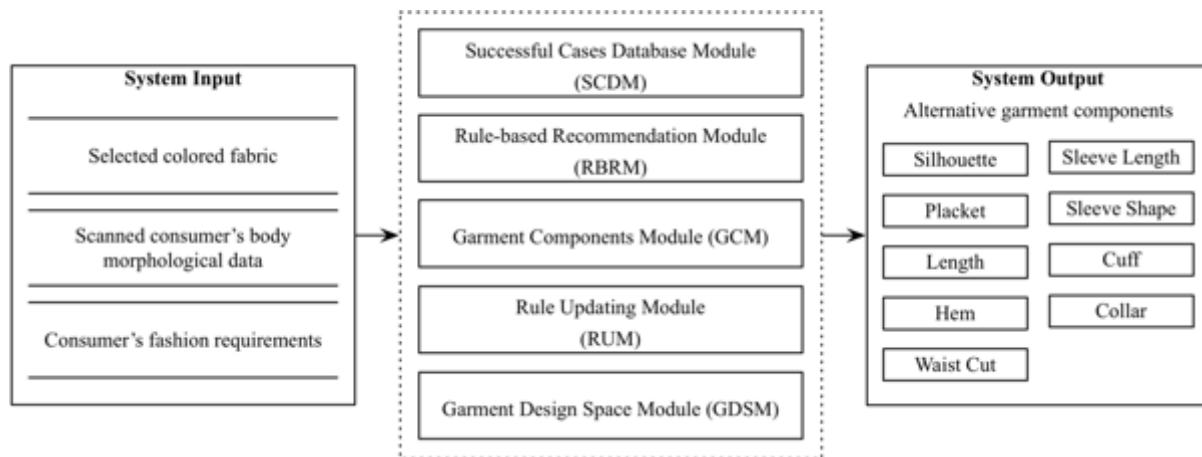 System Input
Selected colored fabric
Scanned consumer's body
morphological data
Consumer's fashion requirements
Successful Cases Database Module
(SCDM)
Rule-based Recommendation Module
(RBRM)
Garment Components Module (GCM)
Rule Updating Module
(RUM)
Garment Design Space Module (GDSM)
System Output
Alternative garment components
Silhouette
Sleeve Length
Placket
Sleeve Shape
Length
Cuff
Hem
Collar
Waist Cut